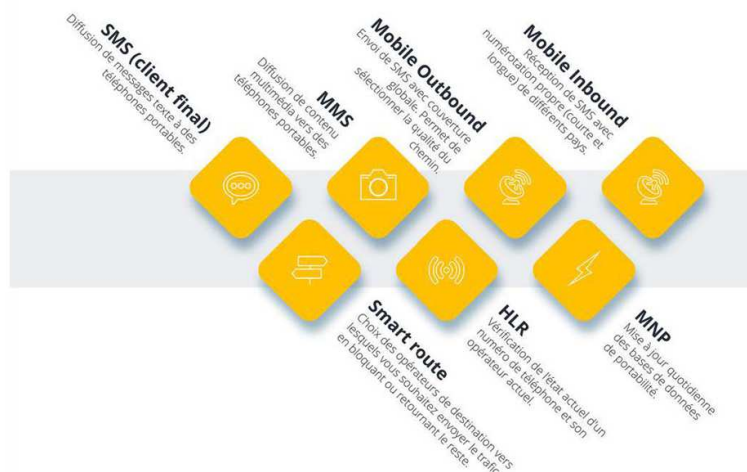 SMS (client final)
Diffusion de messages texte à des
téléphones portables.
MMS
Diffusion de contenu
multimédia vers des
téléphones portables.
Mobile Outbound
Envoi de SMS avec couverture
globale. Permet de
sélectionner la qualité du
chemin.
Mobile Inbound
Réception de SMS avec
numérotation propre (courte et
longue) de différents pays.
Smart route
Choix des opérateurs de destination vers
lesquels vous souhaitez envoyer le trafic
en bloquant ou retournant le reste.
HLR
Vérification de l'état actuel d'un
numéro de téléphone et son
opérateur actuel.
MNP
Mise à jour quotidienne
des bases de données
de portabilité.